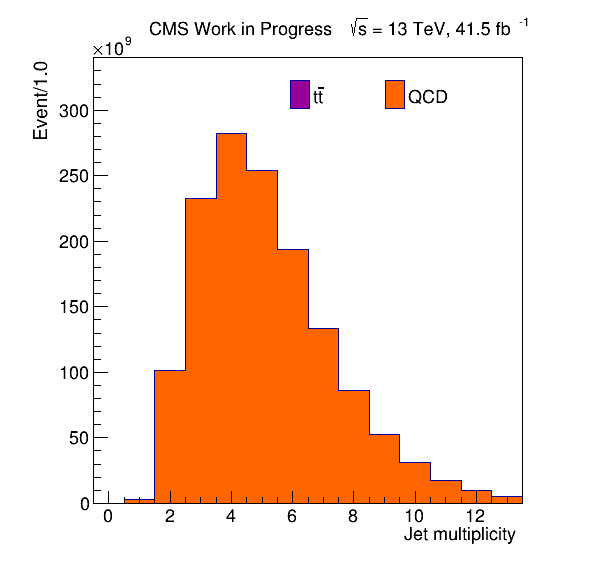 CMS Work in Progress √s = 13 TeV, 41.5 fb⁻¹
×10⁹
Event/1.0
tt̄
QCD
300
250
200
150
100
50
0
0 2 4 6 8 10 12
Jet multiplicity